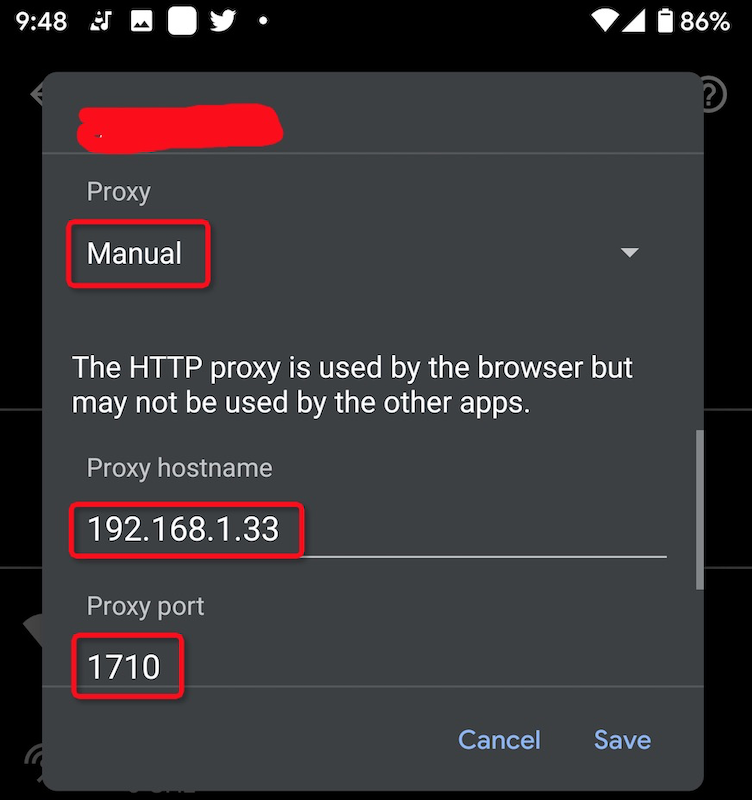 9:48
86%
Proxy
Manual
The HTTP proxy is used by the browser but
may not be used by the other apps.
Proxy hostname
192.168.1.33
Proxy port
1710
Cancel
Save